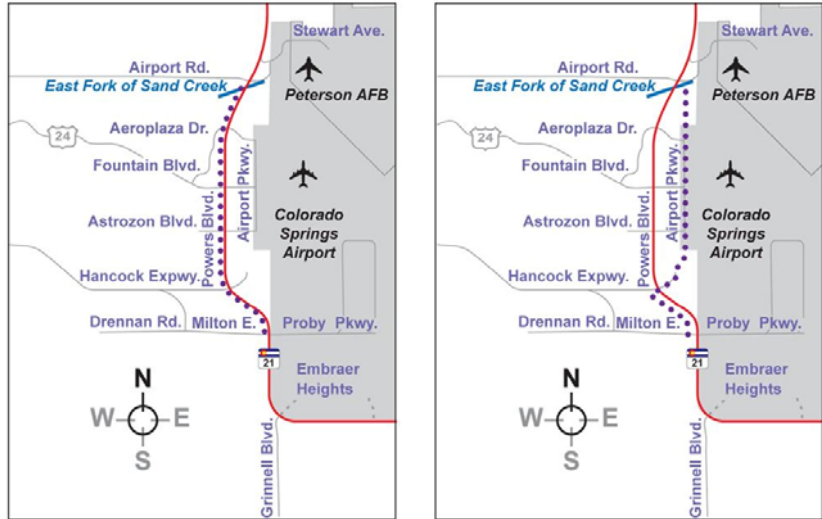 Stewart Ave.
Airport Rd.
East Fork of Sand Creek
Peterson AFB
Aeroplaza Dr.
24
Fountain Blvd.
Airport Pkwy.
Powers Blvd.
Astrozon Blvd.
Colorado
Springs
Airport
Hancock Expwy.
Drennan Rd.
Milton E.
Proby Pkwy.
21
Embraer
Heights
N
W
E
S
Grinnell Blvd.
Stewart Ave.
Airport Rd.
East Fork of Sand Creek
Peterson AFB
Aeroplaza Dr.
24
Fountain Blvd.
Airport Pkwy.
Powers Blvd.
Astrozon Blvd.
Colorado
Springs
Airport
Hancock Expwy.
Drennan Rd.
Milton E.
Proby Pkwy.
21
Embraer
Heights
N
W
E
S
Grinnell Blvd.